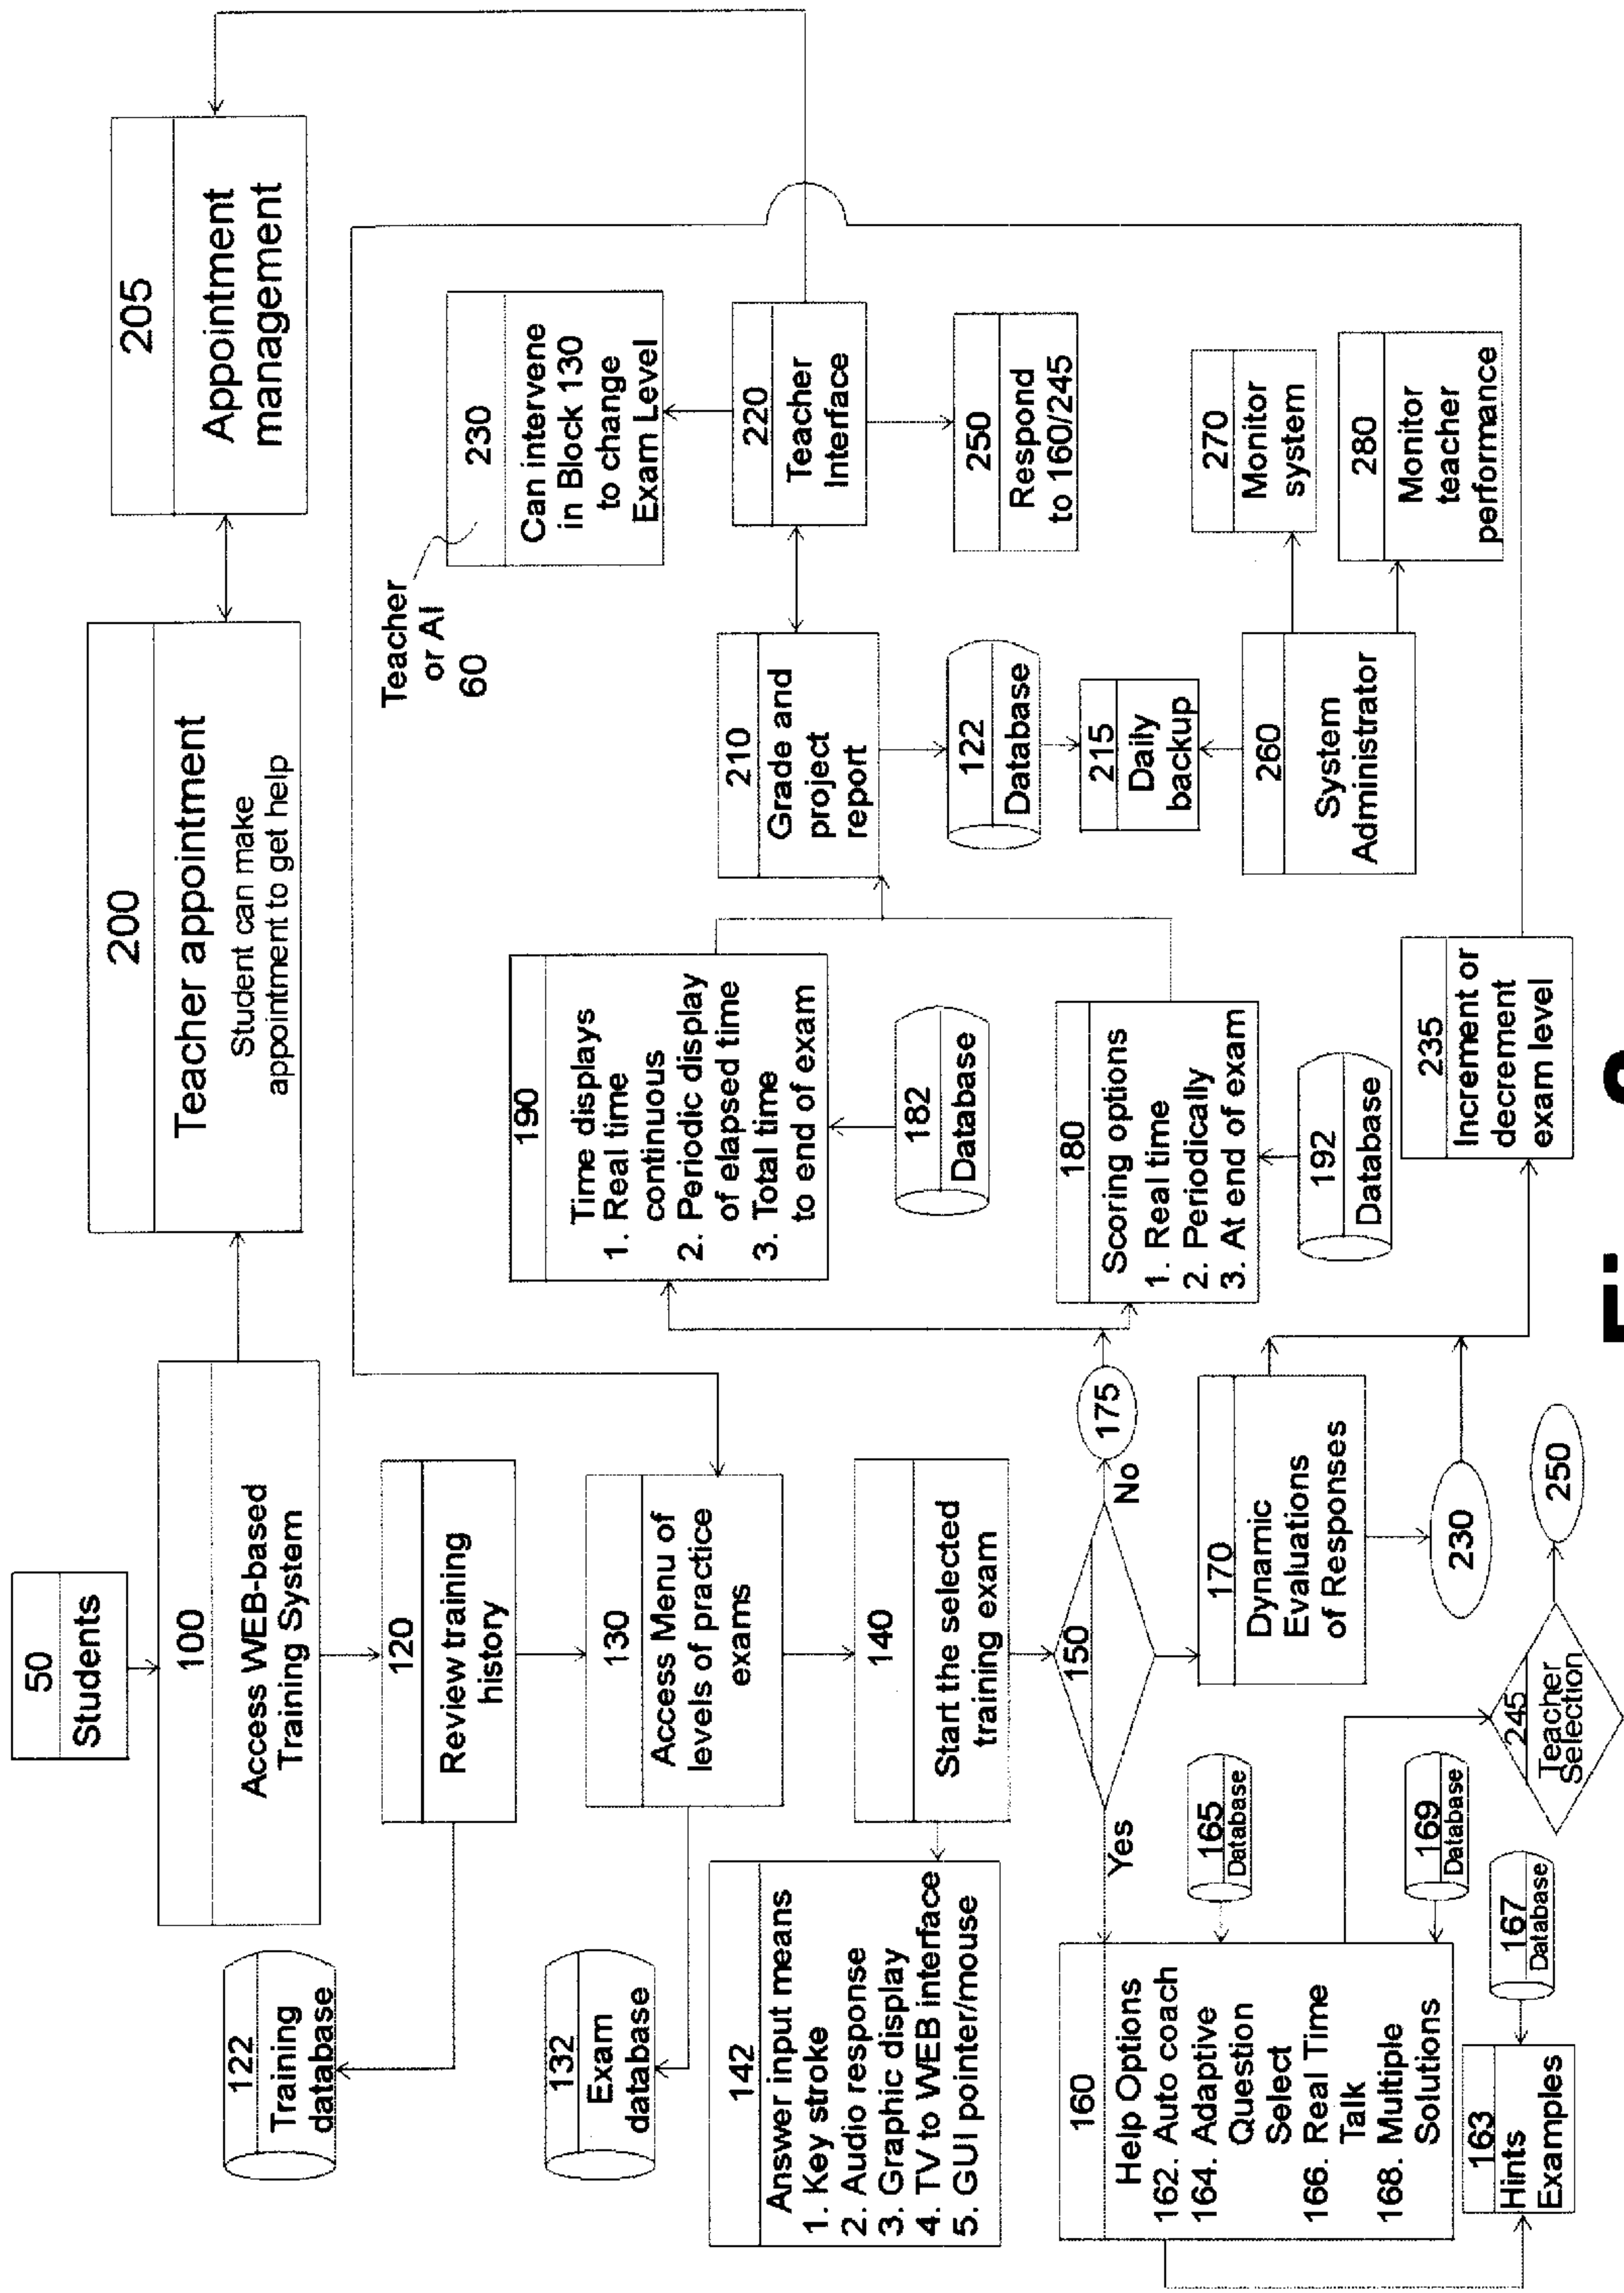 50
Students
100
Access WEB-based
Training System
200
Teacher appointment
Student can make
appointment to get help
205
Appointment
management
122
Training
database
120
Review training
history
Teacher
or AI
60
230
Can intervene
in Block 130
to change
Exam Level
132
Exam
database
130
Access Menu of
levels of practice
exams
190
Time displays
1. Real time
continuous
2. Periodic display
of elapsed time
3. Total time
to end of exam
210
Grade and
project
report
220
Teacher
Interface
142
Answer input means
1. Key stroke
2. Audio response
3. Graphic display
4. TV to WEB interface
5. GUI pointer/mouse
140
Start the selected
training exam
182
Database
122
Database
250
Respond
to 160/245
150
Yes
No
175
180
Scoring options
1. Real time
2. Periodically
3. At end of exam
215
Daily
backup
160
Help Options
162. Auto coach
164. Adaptive
Question
Select
166. Real Time
Talk
168. Multiple
Solutions
165
Database
170
Dynamic
Evaluations
of Responses
192
Database
260
System
Administrator
270
Monitor
system
280
Monitor
teacher
performance
169
Database
230
235
Increment or
decrement
exam level
163
Hints
Examples
167
Database
245
Teacher
Selection
250